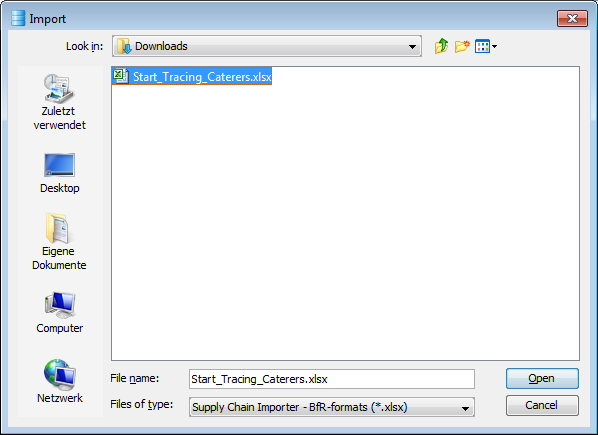 Import
Look in:
Downloads
Start_Tracing_Caterers.xlsx
Zuletzt
verwendet
Desktop
Eigene
Dokumente
Computer
Netzwerk
File name:
Start_Tracing_Caterers.xlsx
Open
Files of type:
Supply Chain Importer - BfR-formats (*.xlsx)
Cancel